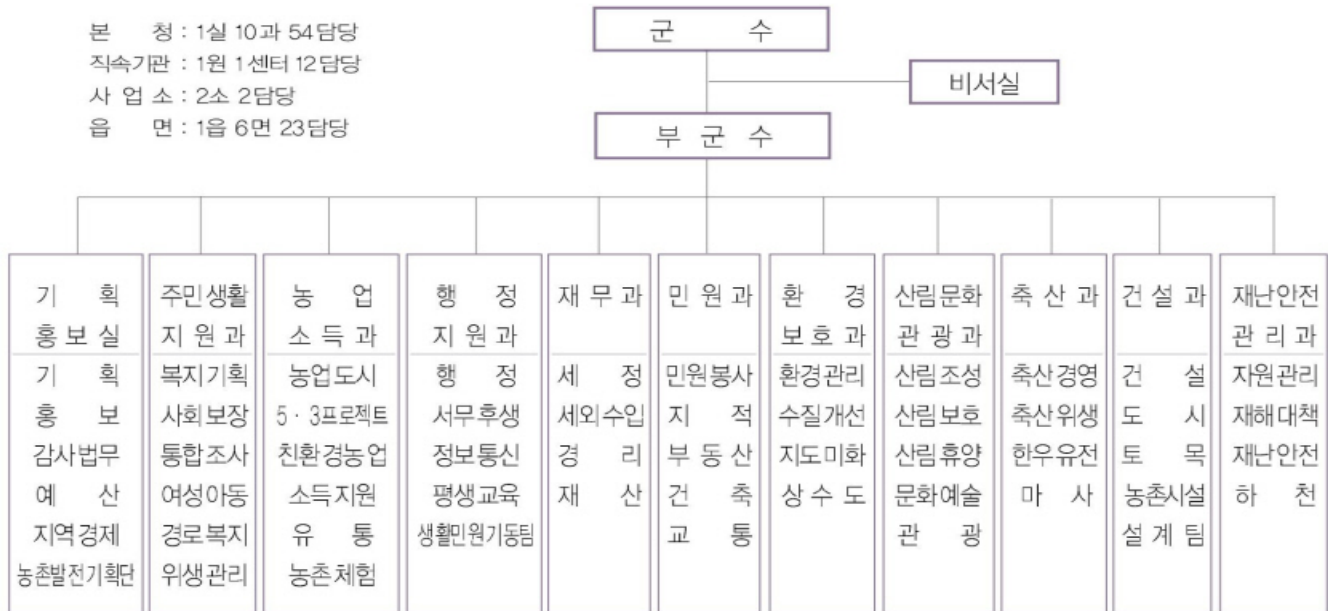 본 청 : 1실 10과 54담당
직속기관 : 1원 1센터 12담당
사 업 소 : 2소 2담당
읍 면 : 1읍 6면 23담당
군 수
비서실
부 군 수
기 획
홍 보 실
기 획
홍 보
감사법무
예 산
지역경제
농촌발전기획단
주민생활
지 원 과
복지기획
사회보장
통합조사
여성아동
경로복지
위생관리
농 업
소 득 과
농업도시
5 · 3프로젝트
친환경농업
소득지원
유 통
농촌체험
행 정
지 원 과
행 정
서무후생
정보통신
평생교육
생활민원기동팀
재 무 과
세 정
세외수입
경 리
재 산
민 원 과
민원봉사
지 적
부 동 산
건 축
교 통
환 경
보 호 과
환경관리
수질개선
지도미화
상 수 도
산림문화
관 광 과
산림조성
산림보호
산림휴양
문화예술
관 광
축 산 과
축산경영
축산위생
한우유전
마 사
건 설 과
건 설
도 시
토 목
농촌시설
설 계 팀
재난안전
관 리 과
자원관리
재해대책
재난안전
하 천